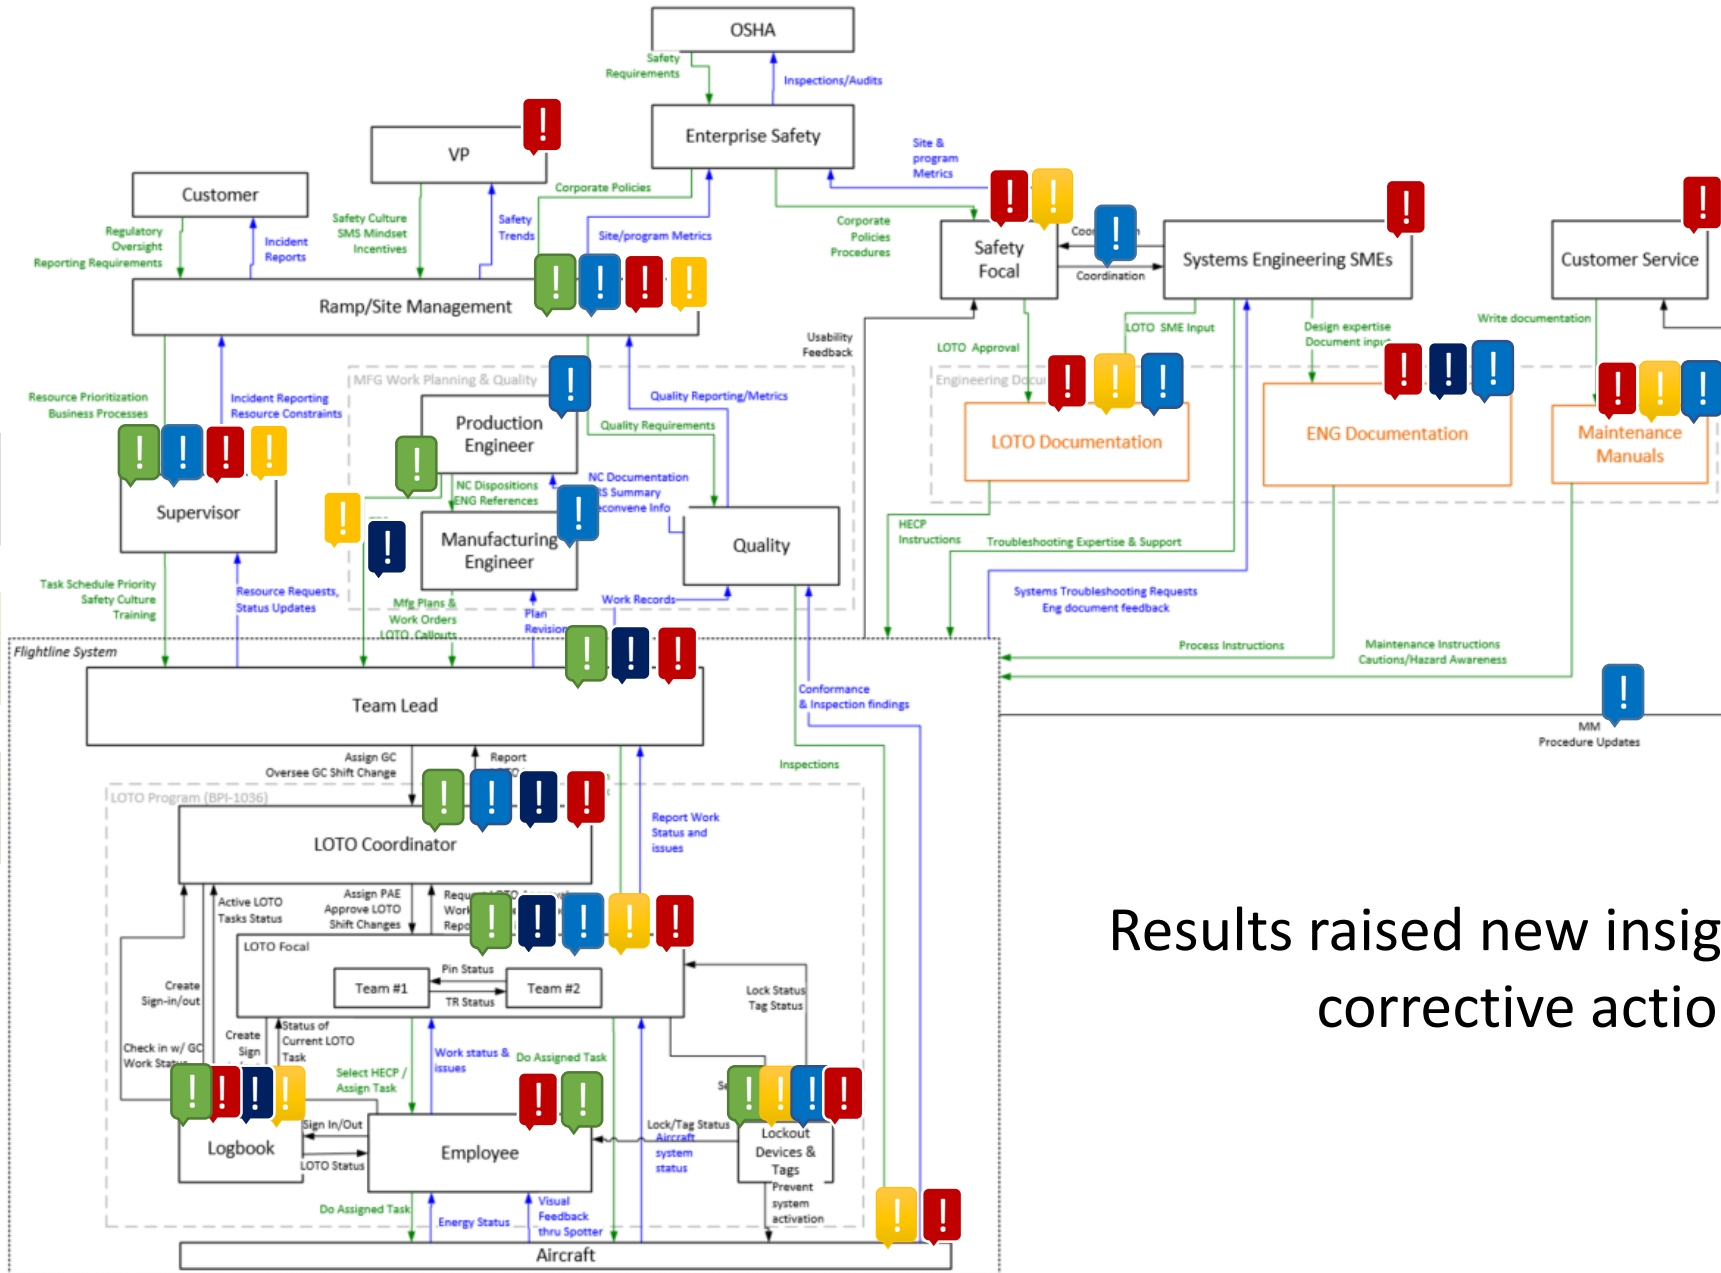 OSHA
Safety
Requirements
Inspections/Audits
Enterprise Safety
VP
Site &
program
Metrics
Customer
Corporate Policies
Safety Culture
SMS Mindset
Incentives
Safety
Trends
Site/program Metrics
Corporate
Policies
Procedures
Regulatory
Oversight
Reporting Requirements
Incident
Reports
Safety
Focal
Coordination
Systems Engineering SMEs
Customer Service
Ramp/Site Management
Usability
Feedback
LOTO Approval
LOTO SME Input
Design expertise
Document input
Write documentation
MFG Work Planning & Quality
Engineering
Resource Prioritization
Business Processes
Incident Reporting
Resource Constraints
Production
Engineer
Quality Reporting/Metrics
Quality Requirements
LOTO Documentation
ENG Documentation
Maintenance
Manuals
NC Dispositions
ENG References
NC Documentation
Summary
Info
Supervisor
Manufacturing
Engineer
Quality
HECP
Instructions
Troubleshooting Expertise & Support
Task Schedule Priority
Safety Culture
Training
Resource Requests,
Status Updates
Mfg Plans &
Work Orders
LOTO Callouts
Plan
Work Records
Systems Troubleshooting Requests
Eng document feedback
Flightline System
Process Instructions
Maintenance Instructions
Cautions/Hazard Awareness
Team Lead
Conformance
& Inspection findings
MM
Procedure Updates
Assign GC
Oversee GC Shift Change
Report
Inspections
LOTO Program (BPI-1036)
LOTO Coordinator
Report Work
Status and
issues
Active LOTO
Tasks Status
Assign PAE
Approve LOTO
Shift Changes
LOTO Focal
Pin Status
Team #1
Team #2
TR Status
Create
Sign-in/out
Lock Status
Tag Status
Results raised new
corrective
Create
Sign
Status of
Current LOTO
Task
Check in w/ GC
Work Status
Work status &
issues
Do Assigned Task
Select HECP /
Assign Task
Sign In/Out
Logbook
LOTO Status
Employee
Lock/Tag Status
Aircraft
system
status
Lockout
Devices &
Tags
Prevent
system
activation
Do Assigned Task
Energy Status
Visual
Feedback
thru Spotter
Aircraft